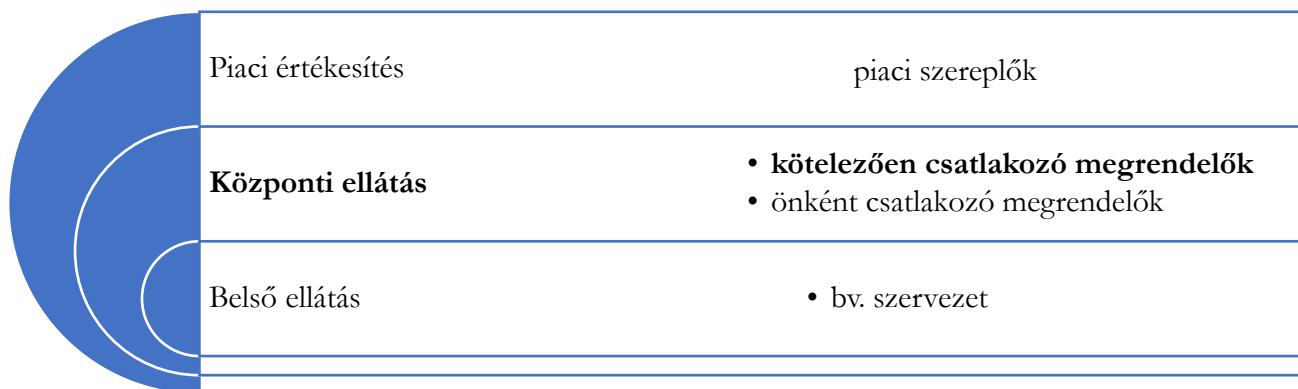 Piaci értékesítés
piaci szereplők
Központi ellátás
• kötelezően csatlakozó megrendelők
• önként csatlakozó megrendelők
Belső ellátás
• bv. szervezet